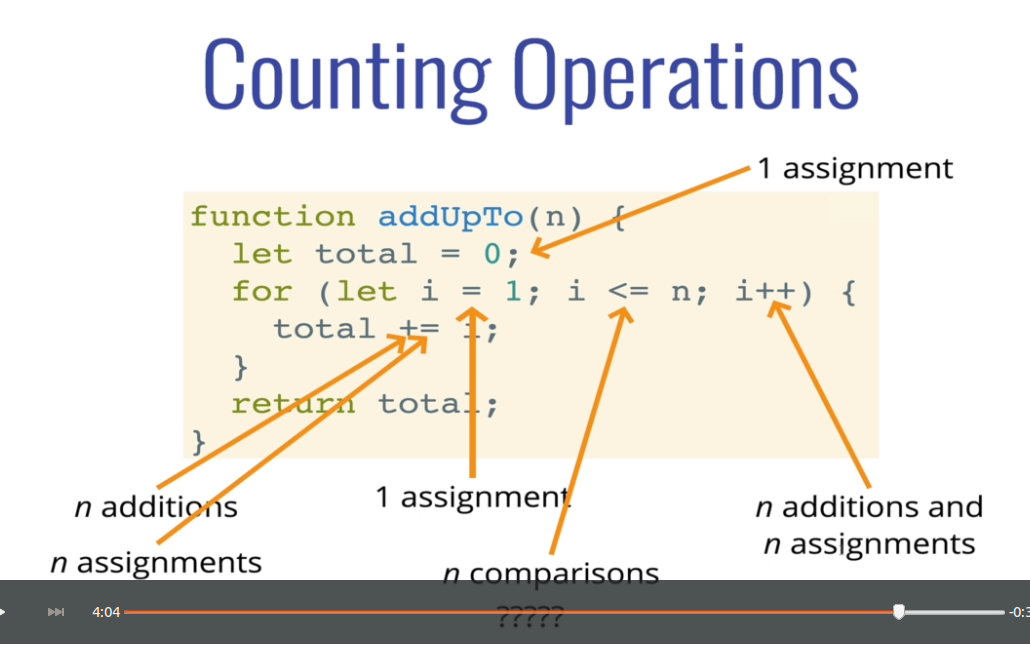 Counting Operations
1 assignment
function addUpTo(n) {
let total = 0;
for (let i = 1; i <= n; i++) {
total += i;
}
return total;
}
n additions
1 assignment
n additions and
n assignments
n assignments
n comparisons
?????
4:04
-0:3